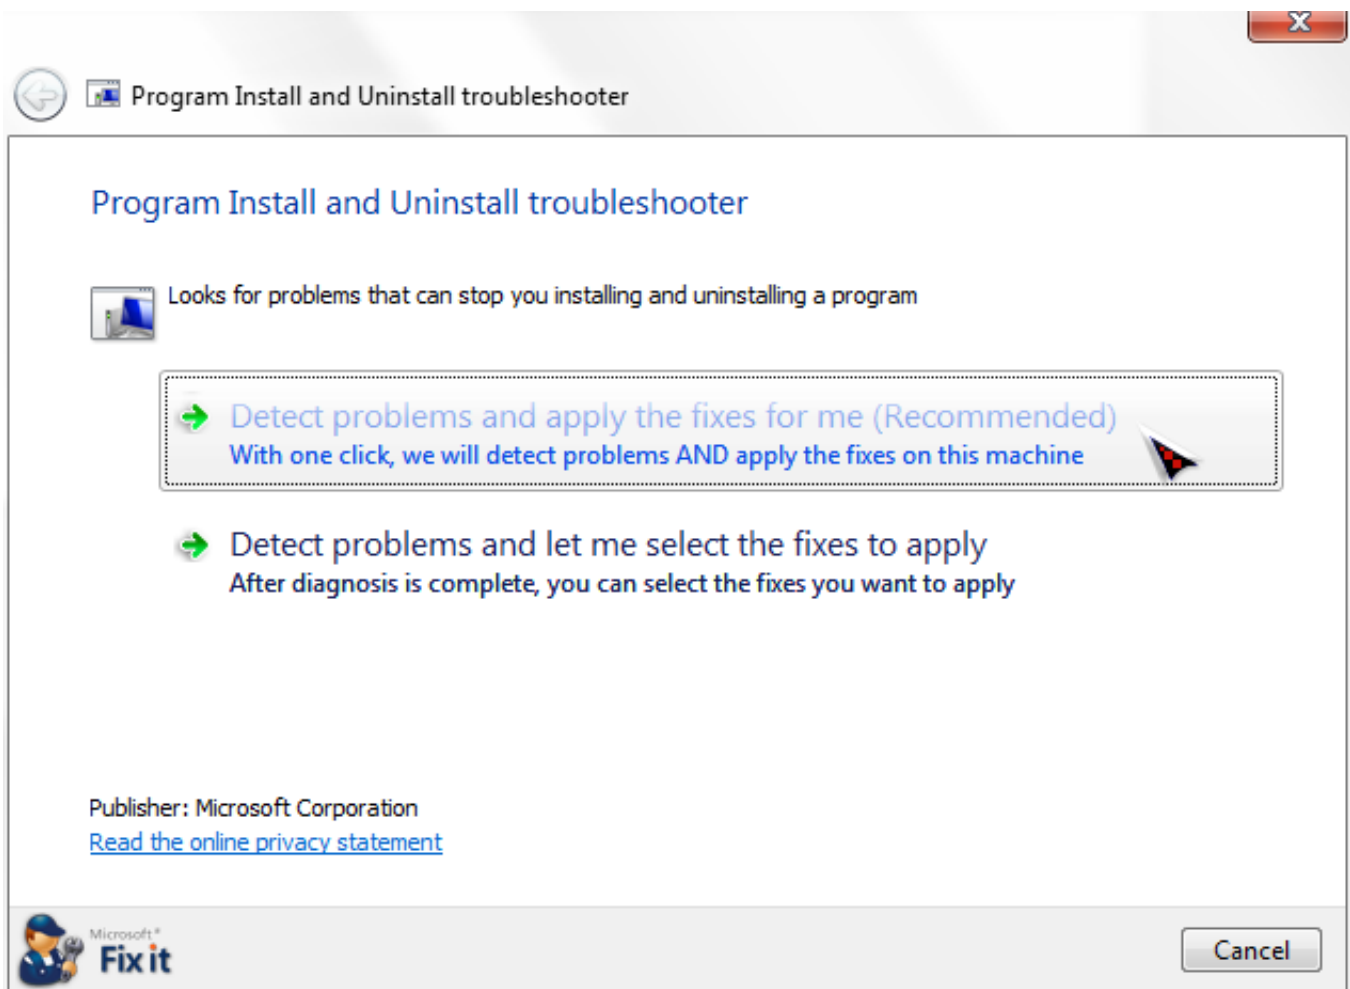 Program Install and Uninstall troubleshooter
Program Install and Uninstall troubleshooter
Looks for problems that can stop you installing and uninstalling a program
Detect problems and apply the fixes for me (Recommended)
With one click, we will detect problems AND apply the fixes on this machine
Detect problems and let me select the fixes to apply
After diagnosis is complete, you can select the fixes you want to apply
Publisher: Microsoft Corporation
Read the online privacy statement
Microsoft®
Fix it
Cancel